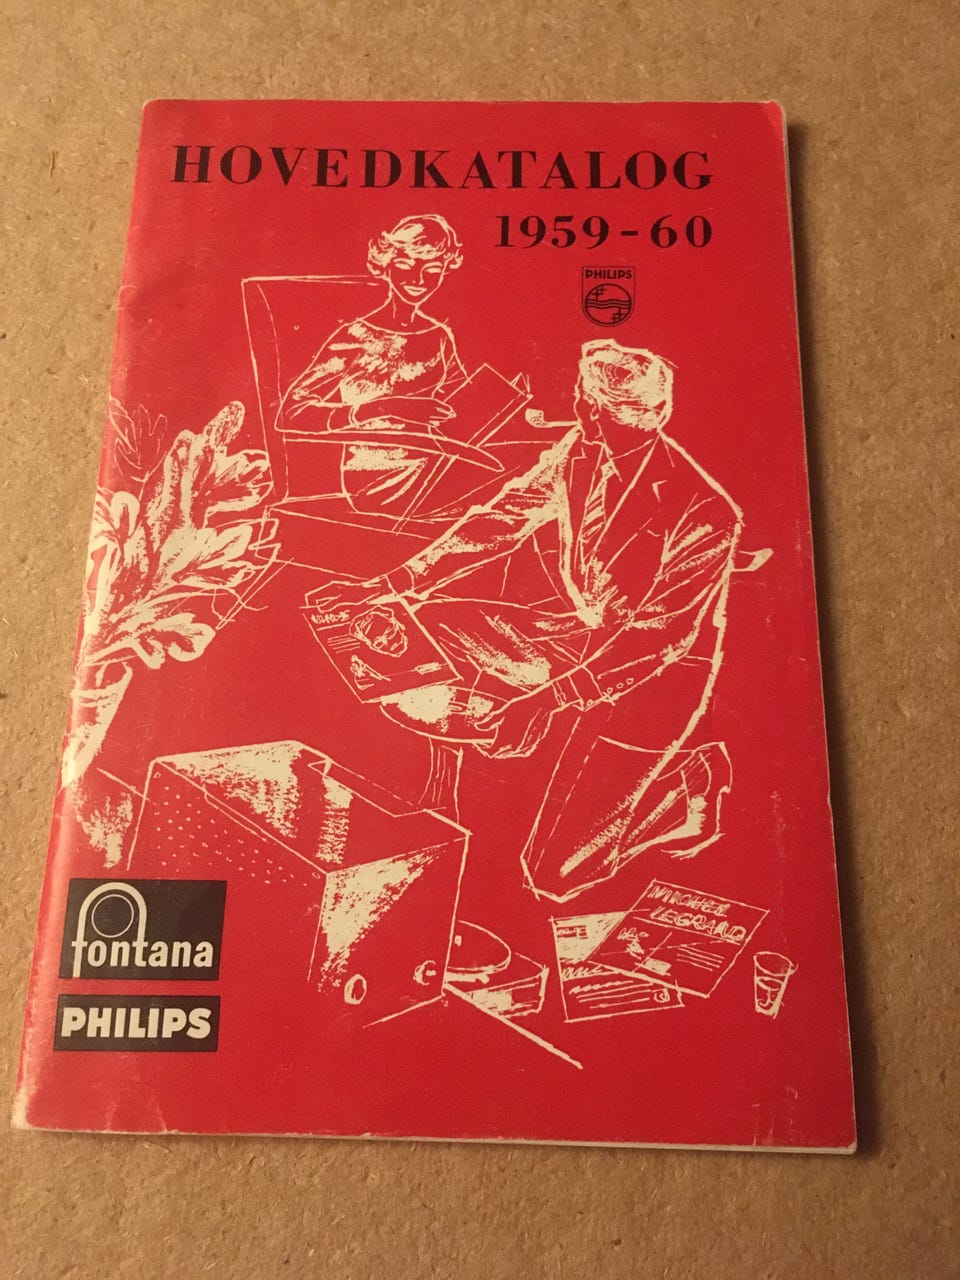 HOVEDKATALOG
1959-60
PHILIPS
MICHEL
LEGRAND
fontana
PHILIPS